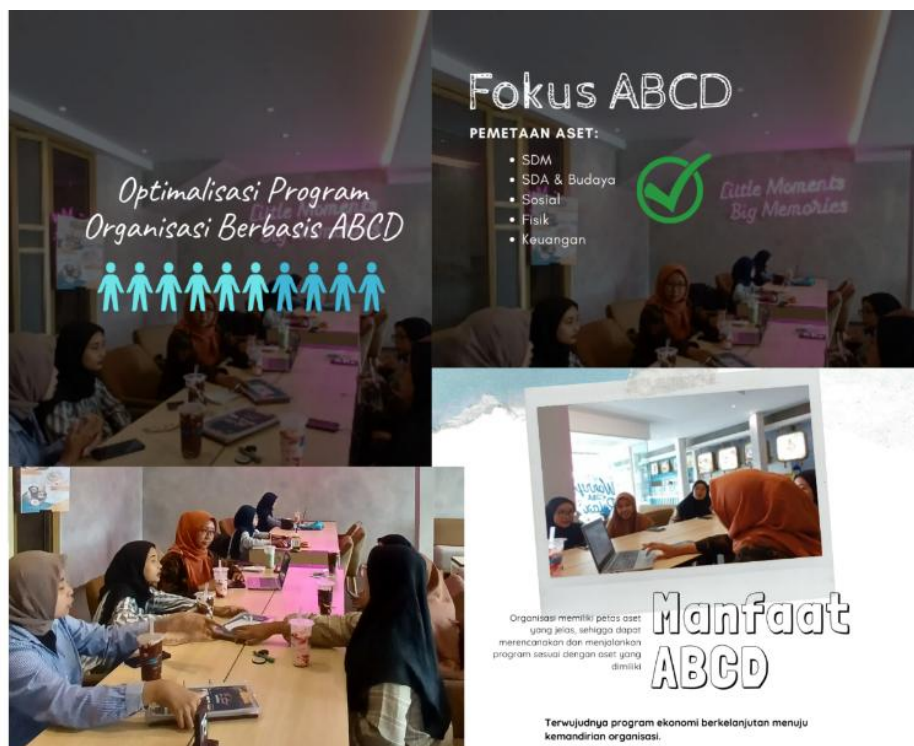 Optimalisasi Program
Organisasi Berbasis ABCD
Fokus ABCD
PEMETAAN ASET:
• SDM
• SDA & Budaya
• Sosial
• Fisik
• Keuangan
Little Moments
Big Memories
Organisasi memiliki petas aset
yang jelas, sehigga dapat
merencanakan dan menjalankan
program sesuai dengan aset yang
dimiliki
Manfaat
ABCD
Terwujudnya program ekonomi berkelanjutan menuju
kemandirian organisasi.